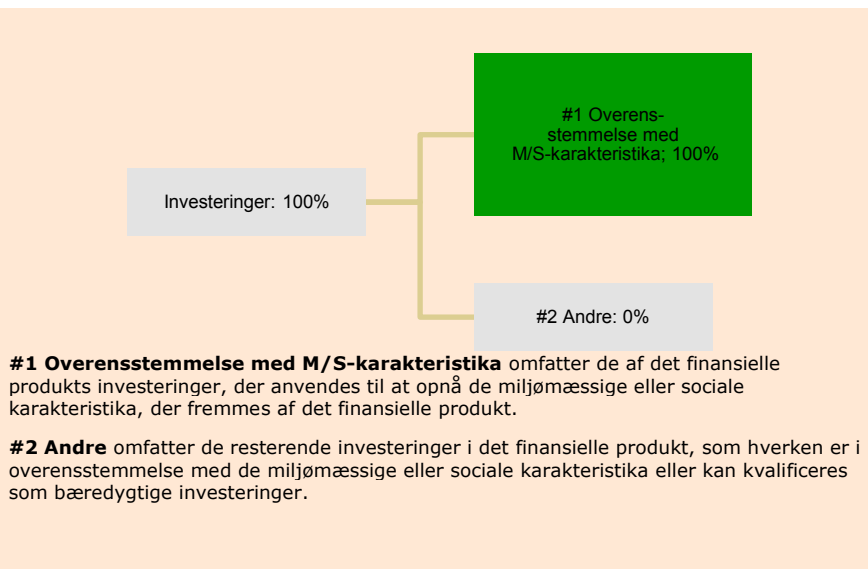 #1 Overens-
stemmelse med
M/S-karakteristika; 100%
Investeringer: 100%
#2 Andre: 0%
#1 Overensstemmelse med M/S-karakteristika omfatter de af det finansielle
produkts investeringer, der anvendes til at opnå de miljømæssige eller sociale
karakteristika, der fremmes af det finansielle produkt.
#2 Andre omfatter de resterende investeringer i det finansielle produkt, som hverken er i
overensstemmelse med de miljømæssige eller sociale karakteristika eller kan kvalificeres
som bæredygtige investeringer.